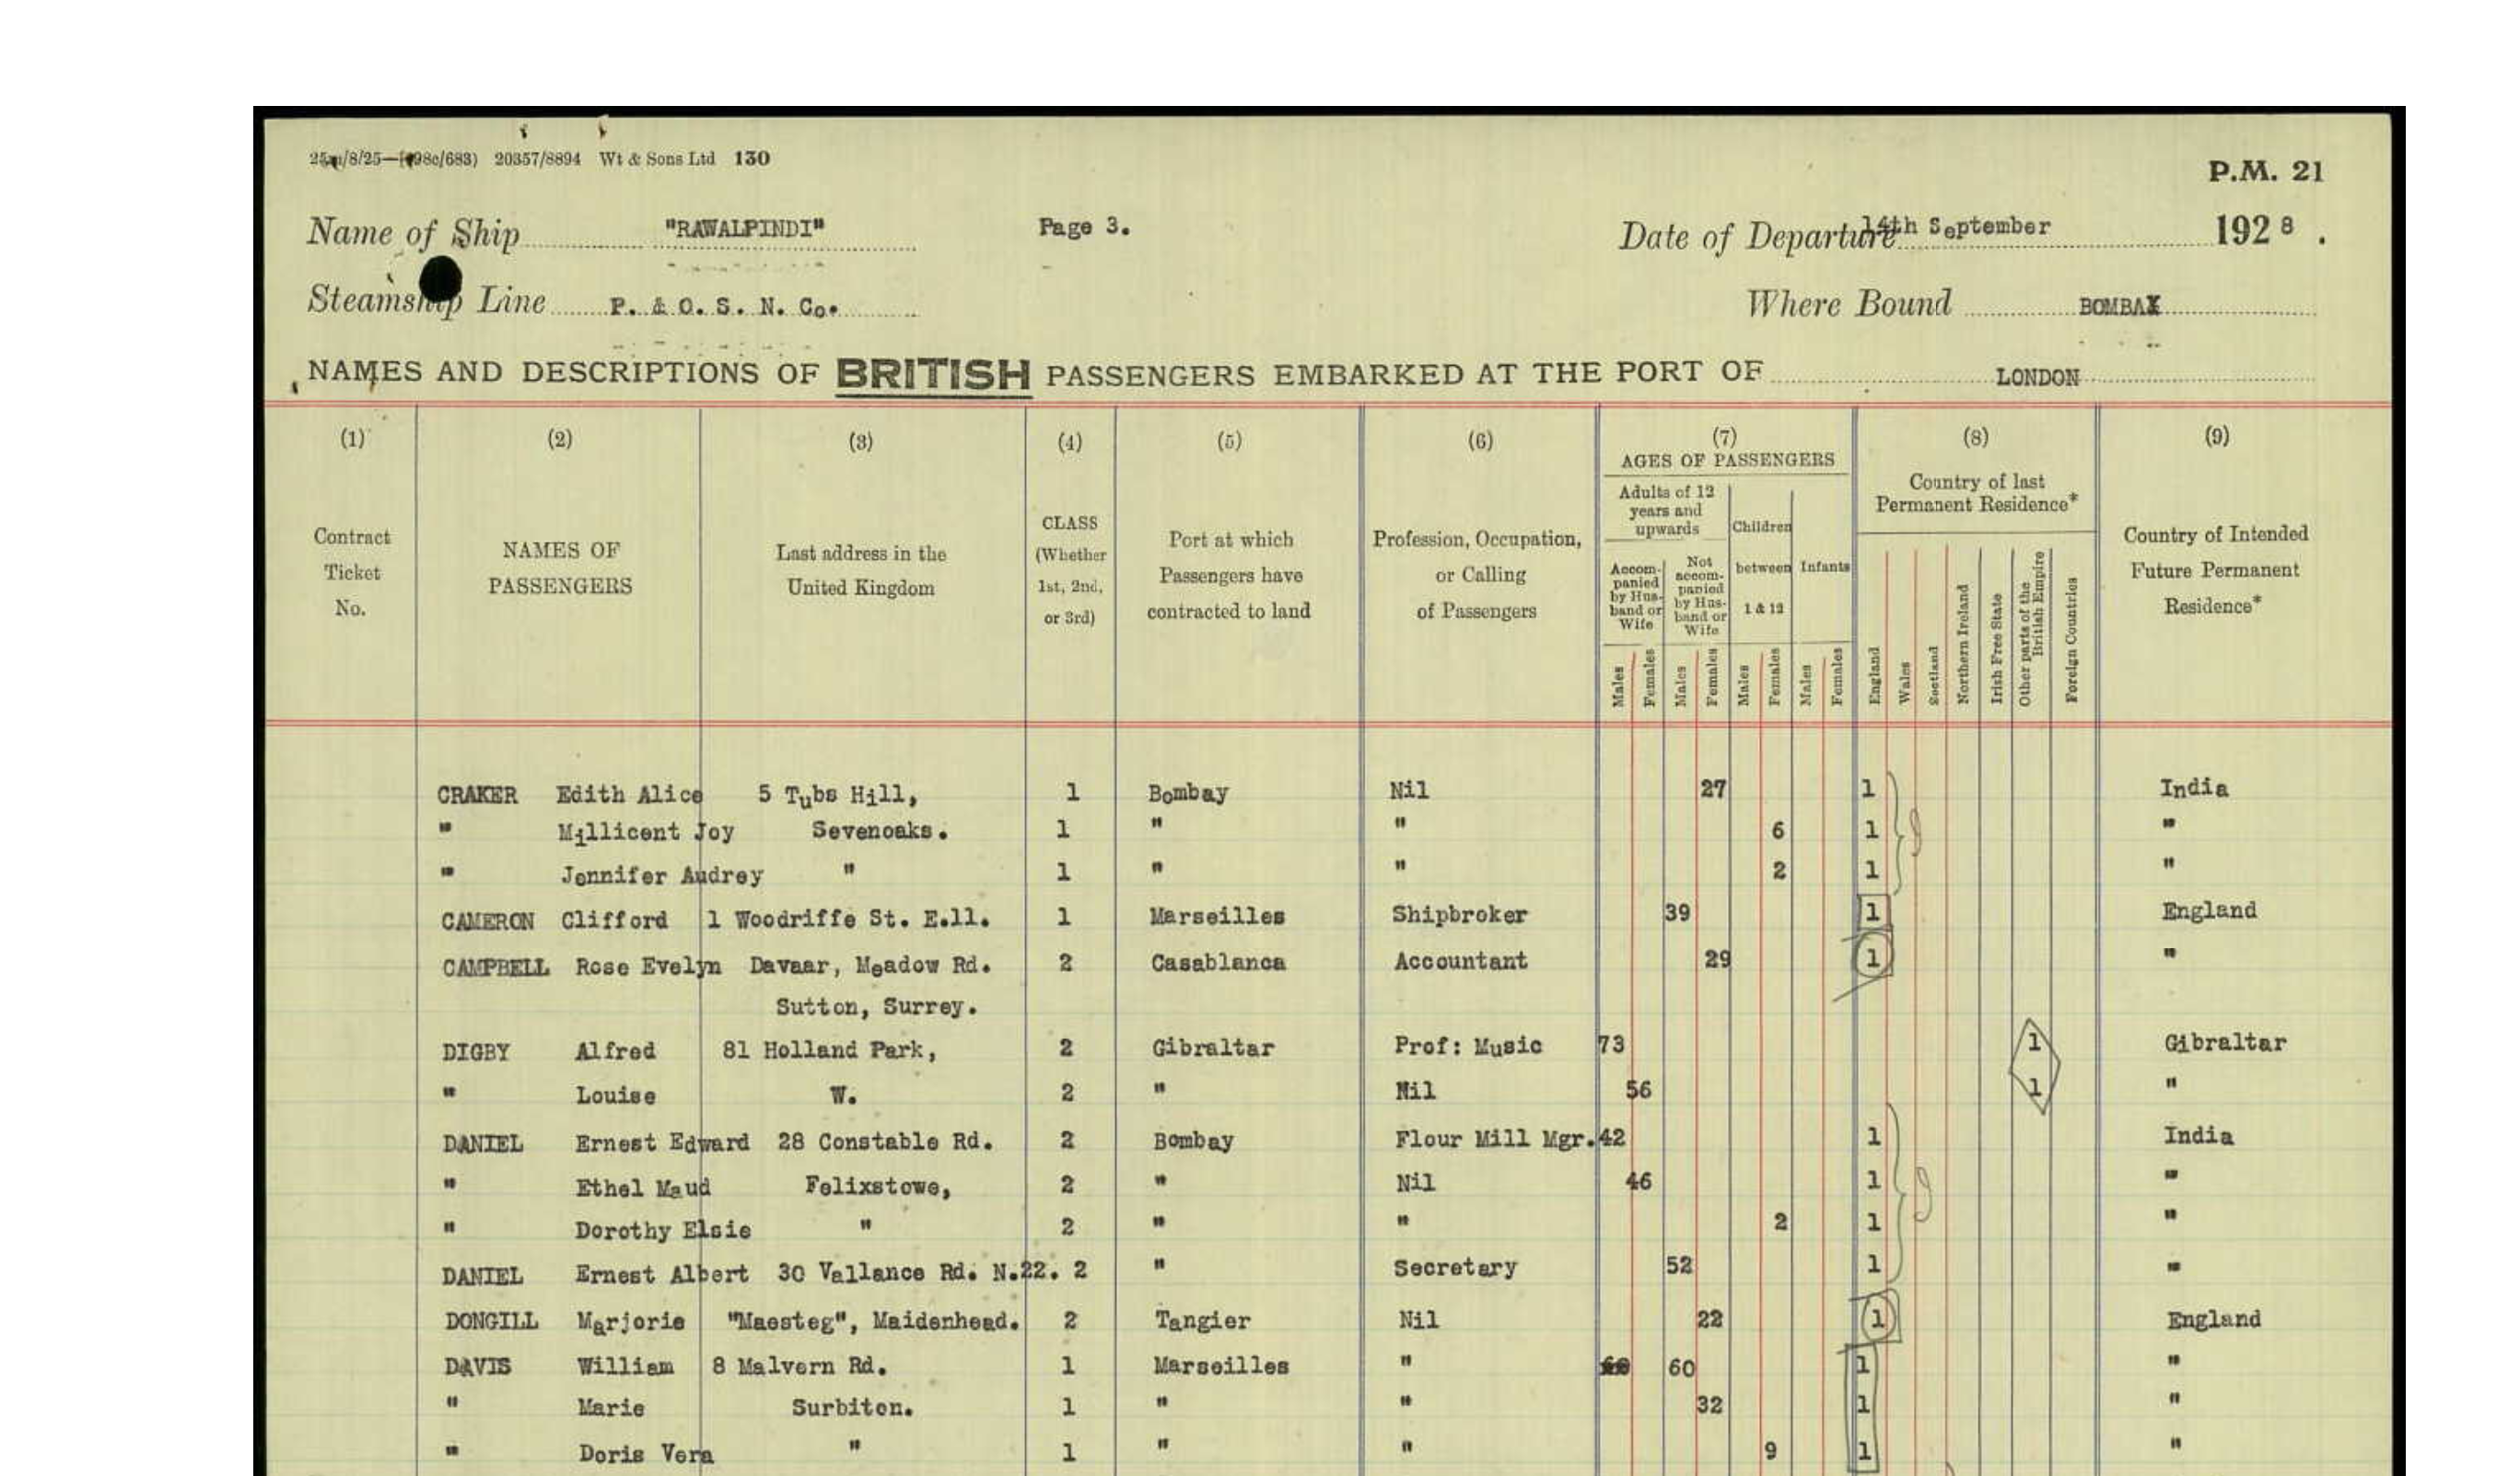 25m/8/25—(498c/683) 20357/8894 Wt & Sons Ltd 130
P.M. 21
Name of Ship "RAWALPINDI" Page 3. Date of Departure 14th September 1928.
Steamship Line P. & O. S. N. Co. Where Bound BOMBAY
NAMES AND DESCRIPTIONS OF BRITISH PASSENGERS EMBARKED AT THE PORT OF LONDON
(1) (2) (3) (4) (5) (6) (7) (8) (9)
Contract
Ticket
No.
NAMES OF
PASSENGERS
Last address in the
United Kingdom
CLASS
(Whether
1st, 2nd,
or 3rd)
Port at which
Passengers have
contracted to land
Profession, Occupation,
or Calling
of Passengers
AGES OF PASSENGERS
Adults of 12
years and
upwards
Accom-
panied
by Hus-
band or
Wife
Not
accom-
panied
by Hus-
band or
Wife
Children
between
1 & 12
Infants
Males Females Males Females Males Females Males Females
Country of last
Permanent Residence*
England Wales Scotland Northern Ireland Irish Free State Other parts of the British Empire Foreign Countries
Country of Intended
Future Permanent
Residence*
CRAKER Edith Alice 5 Tubs Hill, 1 Bombay Nil 27 1 India
" Millicent Joy Sevenoaks. 1 " " 6 1 "
" Jennifer Audrey " 1 " " 2 1 "
CAMERON Clifford 1 Woodriffe St. E.11. 1 Marseilles Shipbroker 39 1 England
CAMPBELL Rose Evelyn Davaar, Meadow Rd. 2 Casablanca Accountant 29 1 "
Sutton, Surrey.
DIGBY Alfred 81 Holland Park, 2 Gibraltar Prof: Music 73 1 Gibraltar
" Louise W. 2 " Nil 56 1 "
DANIEL Ernest Edward 28 Constable Rd. 2 Bombay Flour Mill Mgr. 42 1 India
" Ethel Maud Felixstowe, 2 " Nil 46 1 "
" Dorothy Elsie " 2 " " 2 1 "
DANIEL Ernest Albert 30 Vallance Rd. N.22. 2 " Secretary 52 1 "
DONGILL Marjorie "Maesteg", Maidenhead. 2 Tangier Nil 22 1 England
DAVIS William 8 Malvern Rd. 1 Marseilles " 60 1 "
" Marie Surbiton. 1 " " 32 1 "
" Doris Vera " 1 " " 9 1 "